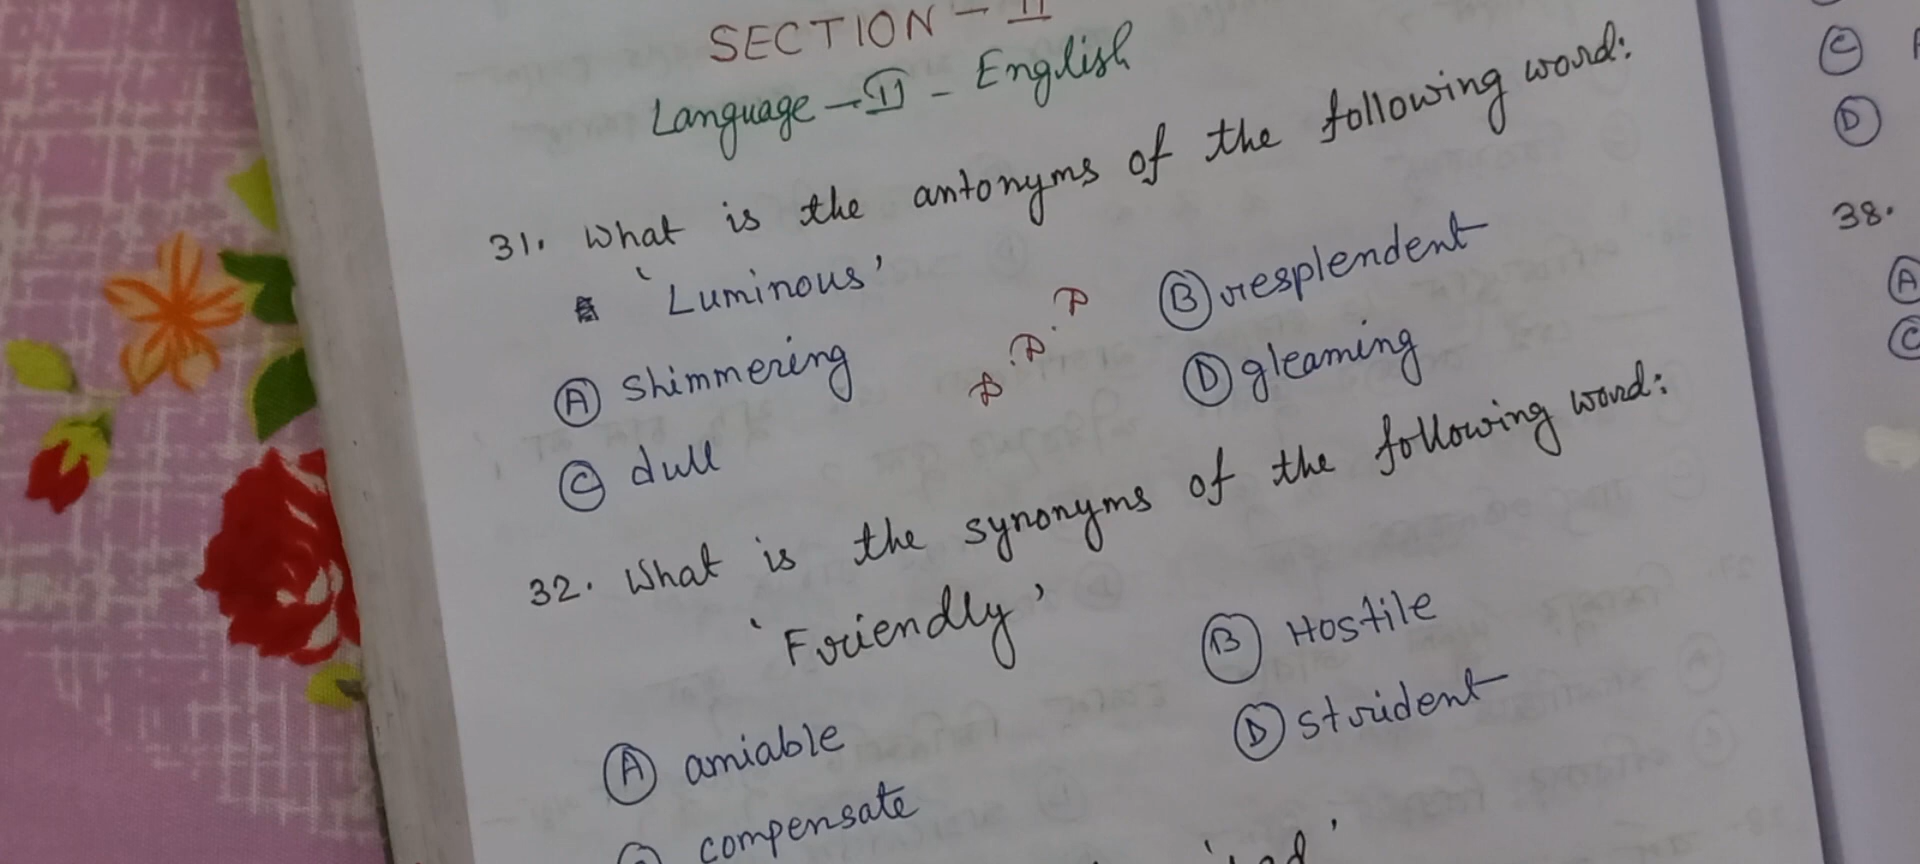 SECTION - II
Language - II - English
31. What is the antonyms of the following word:
'Luminous'
(A) Shimmering (B) resplendent
(C) dull (D) gleaming
32. What is the synonyms of the following word:
'Friendly'
(A) amiable (B) Hostile
compensate (D) strident
C
D
38.
A
C